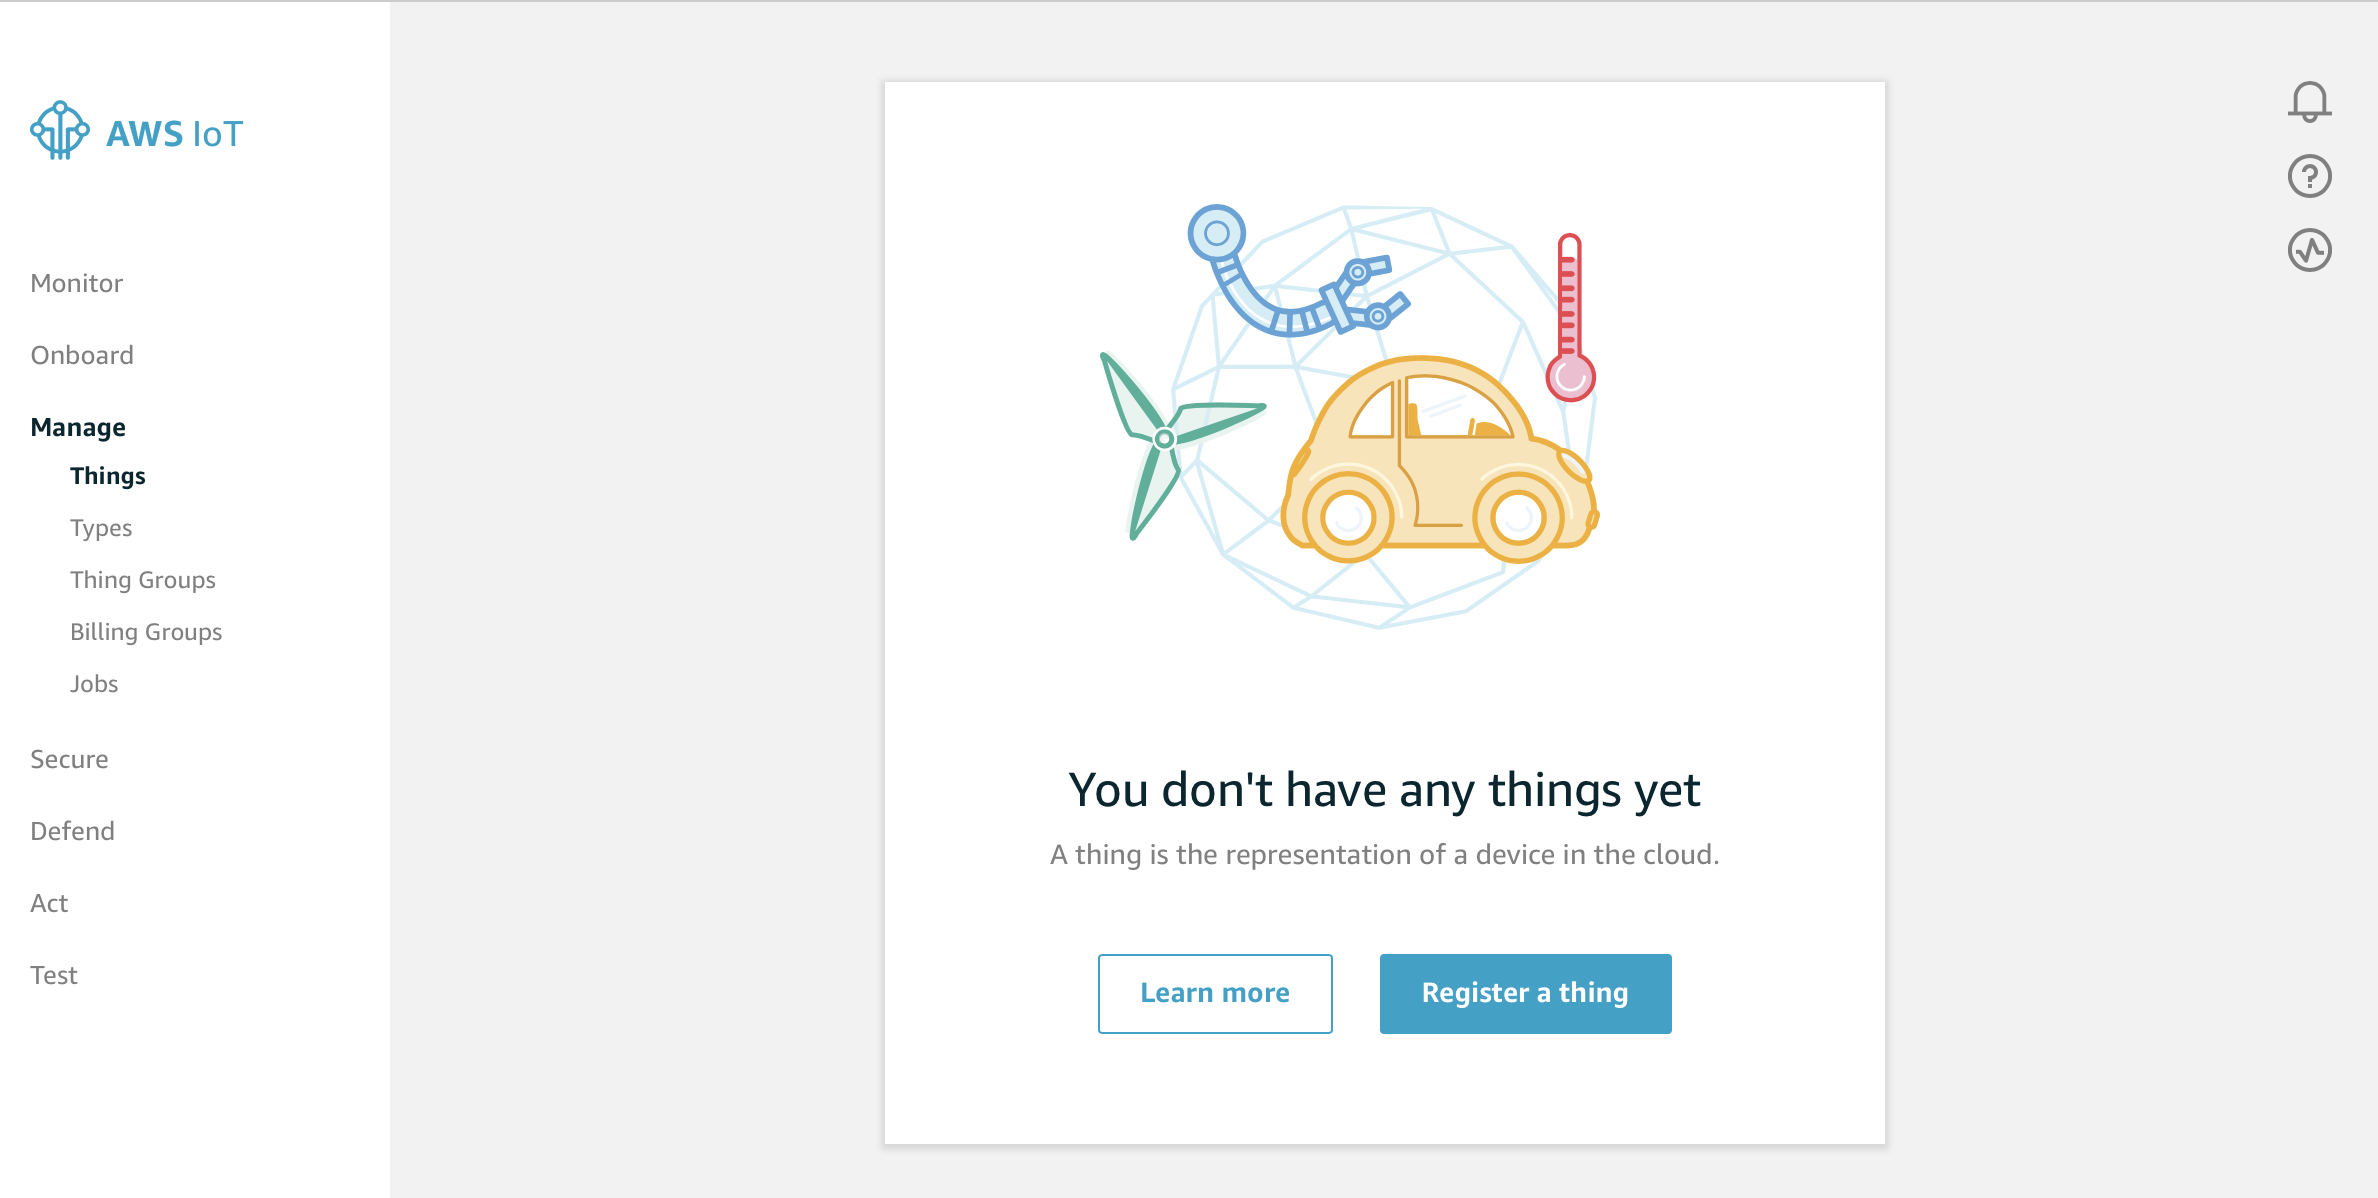 AWS IoT
Monitor
Onboard
Manage
Things
Types
Thing Groups
Billing Groups
Jobs
Secure
Defend
Act
Test
You don't have any things yet
A thing is the representation of a device in the cloud.
Learn more
Register a thing